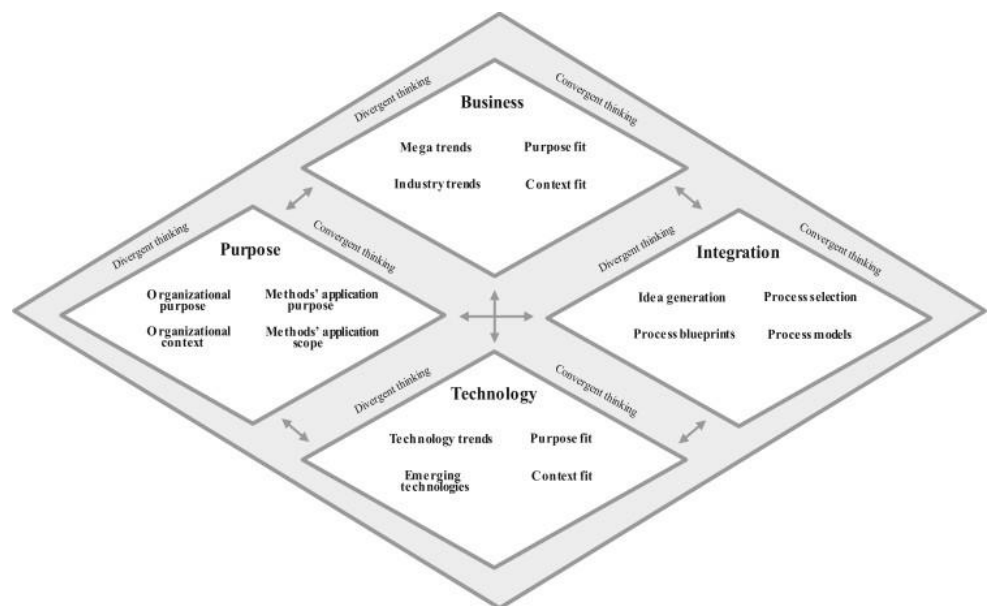 Divergent thinking
Convergent thinking
Business
Mega trends
Purpose fit
Industry trends
Context fit
Divergent thinking
Convergent thinking
Purpose
Organizational
purpose
Methods' application
purpose
Organizational
context
Methods' application
scope
Divergent thinking
Convergent thinking
Integration
Idea generation
Process selection
Process blueprints
Process models
Divergent thinking
Convergent thinking
Technology
Technology trends
Purpose fit
Emerging
technologies
Context fit